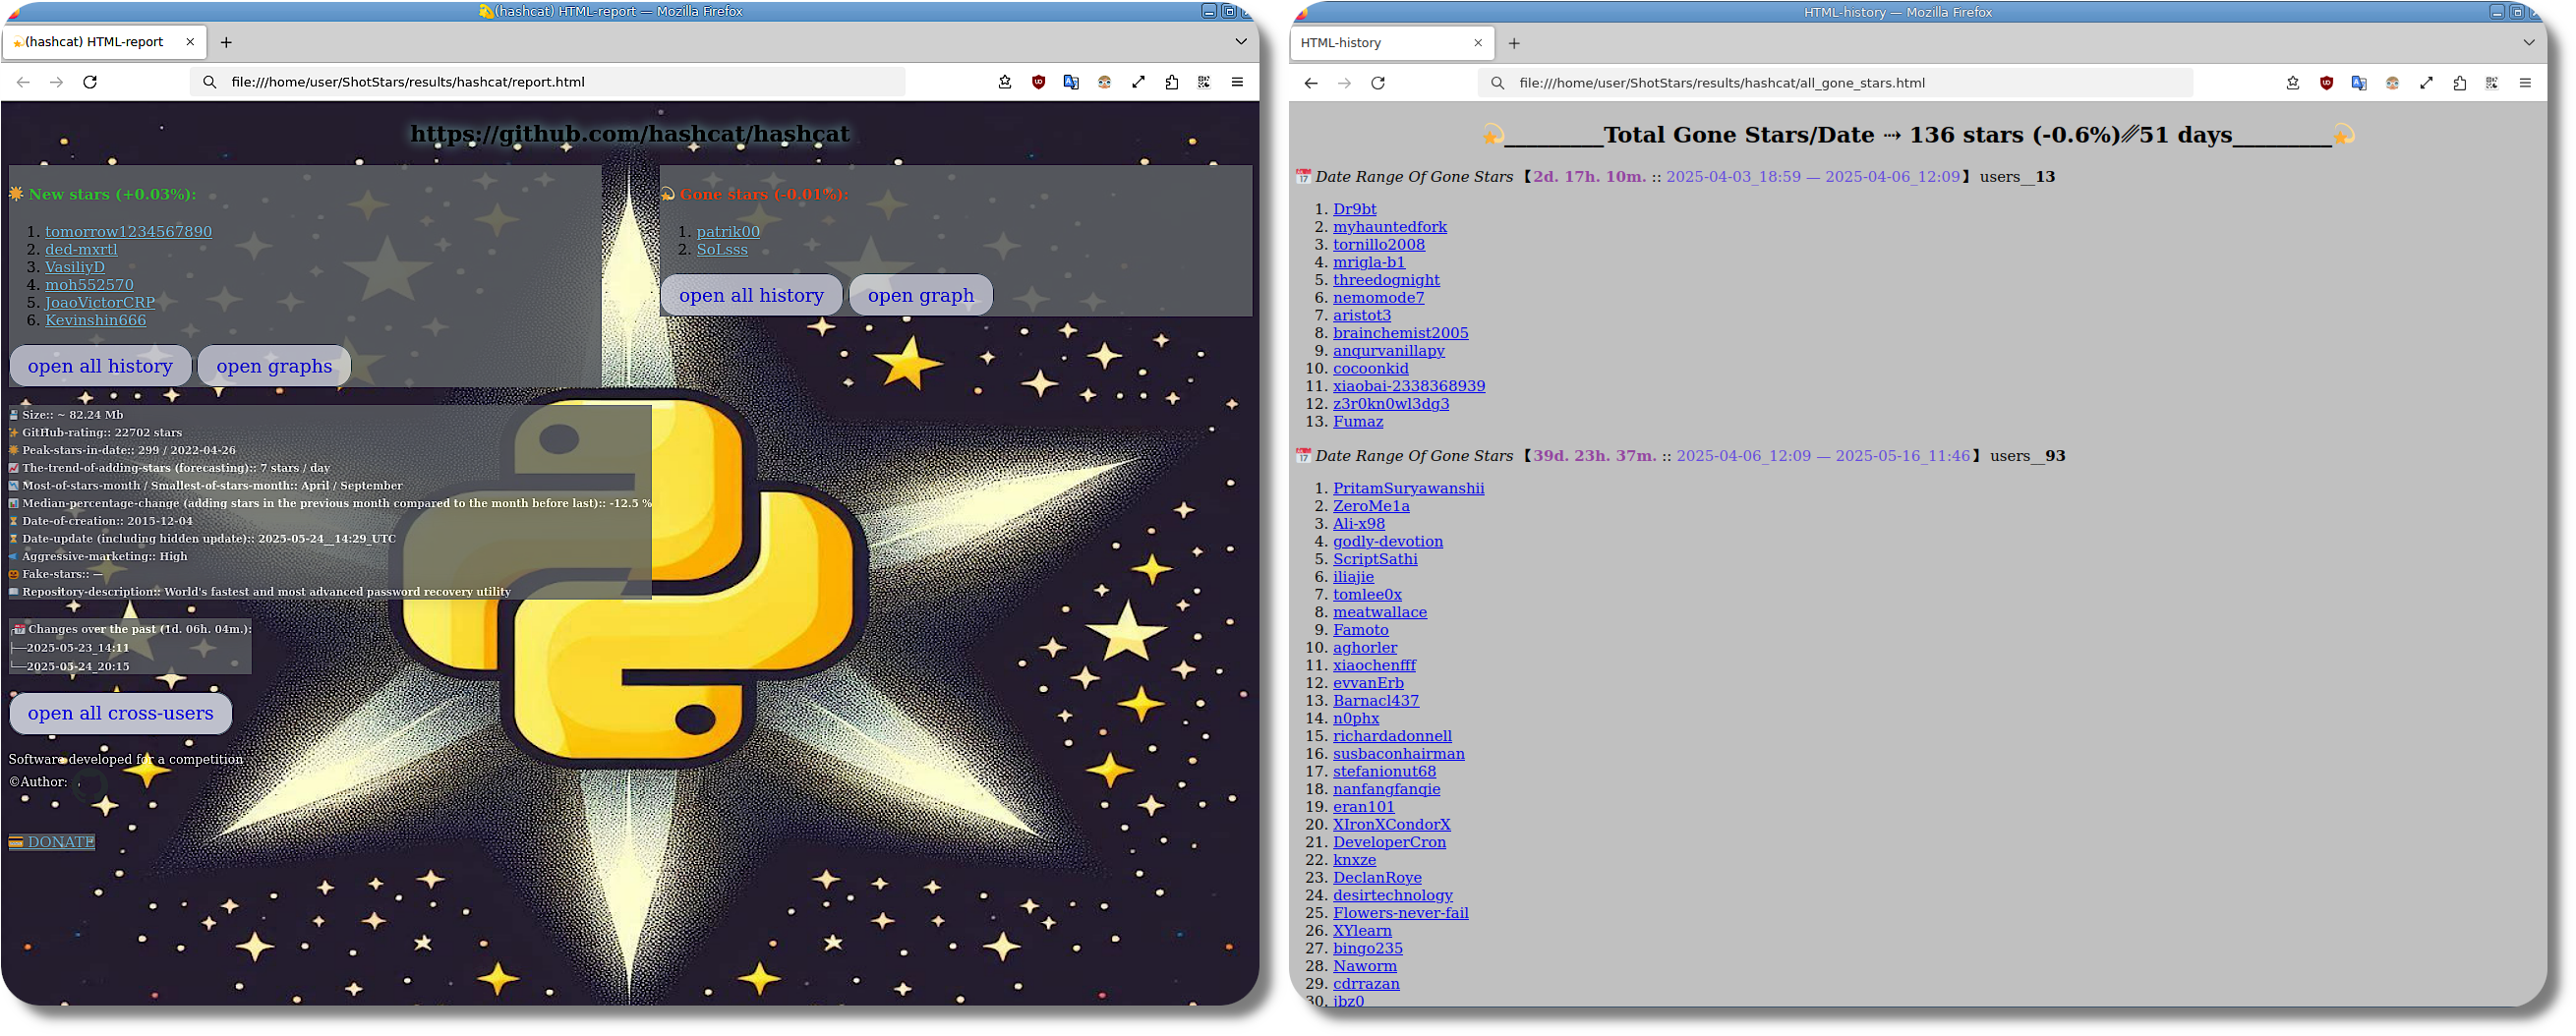 (hashcat) HTML-report — Mozilla Firefox
(hashcat) HTML-report
file:///home/user/ShotStars/results/hashcat/report.html
https://github.com/hashcat/hashcat
New stars (+0.03%):
1. tomorrow1234567890
2. ded-mxrtl
3. VasiliyD
4. moh552570
5. JoaoVictorCRP
6. Kevinshin666
open all history
open graphs
Gone stars (-0.01%):
1. patrik00
2. SoLsss
open all history
open graph
Size:: ~ 82.24 Mb
GitHub-rating:: 22702 stars
Peak-stars-in-date:: 299 / 2022-04-26
The-trend-of-adding-stars (forecasting):: 7 stars / day
Most-of-stars-month / Smallest-of-stars-month:: April / September
Median-percentage-change (adding stars in the previous month compared to the month before last):: -12.5 %
Date-of-creation:: 2015-12-04
Date-update (including hidden update):: 2025-05-24__14:29_UTC
Aggressive-marketing:: High
Fake-stars:: —
Repository-description:: World's fastest and most advanced password recovery utility
Changes over the past (1d. 06h. 04m.):
├──2025-05-23_14:11
└──2025-05-24_20:15
open all cross-users
Software developed for a competition
©Author:
DONATE
HTML-history — Mozilla Firefox
HTML-history
file:///home/user/ShotStars/results/hashcat/all_gone_stars.html
_________Total Gone Stars/Date ⇢ 136 stars (-0.6%)⫽51 days_________
Date Range Of Gone Stars 【2d. 17h. 10m. :: 2025-04-03_18:59 — 2025-04-06_12:09】 users__13
1. Dr9bt
2. myhauntedfork
3. tornillo2008
4. mrigla-b1
5. threedognight
6. nemomode7
7. aristot3
8. brainchemist2005
9. anqurvanillapy
10. cocoonkid
11. xiaobai-2338368939
12. z3r0kn0wl3dg3
13. Fumaz
Date Range Of Gone Stars 【39d. 23h. 37m. :: 2025-04-06_12:09 — 2025-05-16_11:46】 users__93
1. PritamSuryawanshii
2. ZeroMe1a
3. Ali-x98
4. godly-devotion
5. ScriptSathi
6. iliajie
7. tomlee0x
8. meatwallace
9. Famoto
10. aghorler
11. xiaochenfff
12. evvanErb
13. Barnacl437
14. n0phx
15. richardadonnell
16. susbaconhairman
17. stefanionut68
18. nanfangfanqie
19. eran101
20. XIronXCondorX
21. DeveloperCron
22. knxze
23. DeclanRoye
24. desirtechnology
25. Flowers-never-fail
26. XYlearn
27. bingo235
28. Naworm
29. cdrrazan
30. ibz0